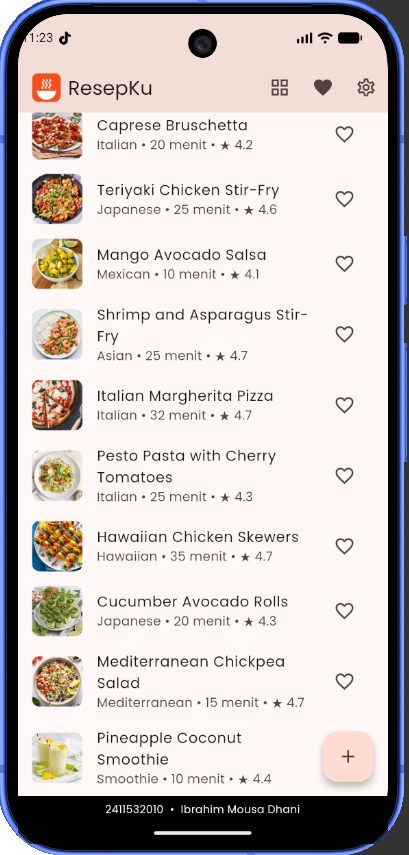 11:23
ResepKu
Caprese Bruschetta
Italian • 20 menit • ★ 4.2
Teriyaki Chicken Stir-Fry
Japanese • 25 menit • ★ 4.6
Mango Avocado Salsa
Mexican • 10 menit • ★ 4.1
Shrimp and Asparagus Stir-
Fry
Asian • 25 menit • ★ 4.7
Italian Margherita Pizza
Italian • 32 menit • ★ 4.7
Pesto Pasta with Cherry
Tomatoes
Italian • 25 menit • ★ 4.3
Hawaiian Chicken Skewers
Hawaiian • 35 menit • ★ 4.7
Cucumber Avocado Rolls
Japanese • 20 menit • ★ 4.3
Mediterranean Chickpea
Salad
Mediterranean • 15 menit • ★ 4.7
Pineapple Coconut
Smoothie
Smoothie • 10 menit • ★ 4.4
2411532010 • Ibrahim Mousa Dhani